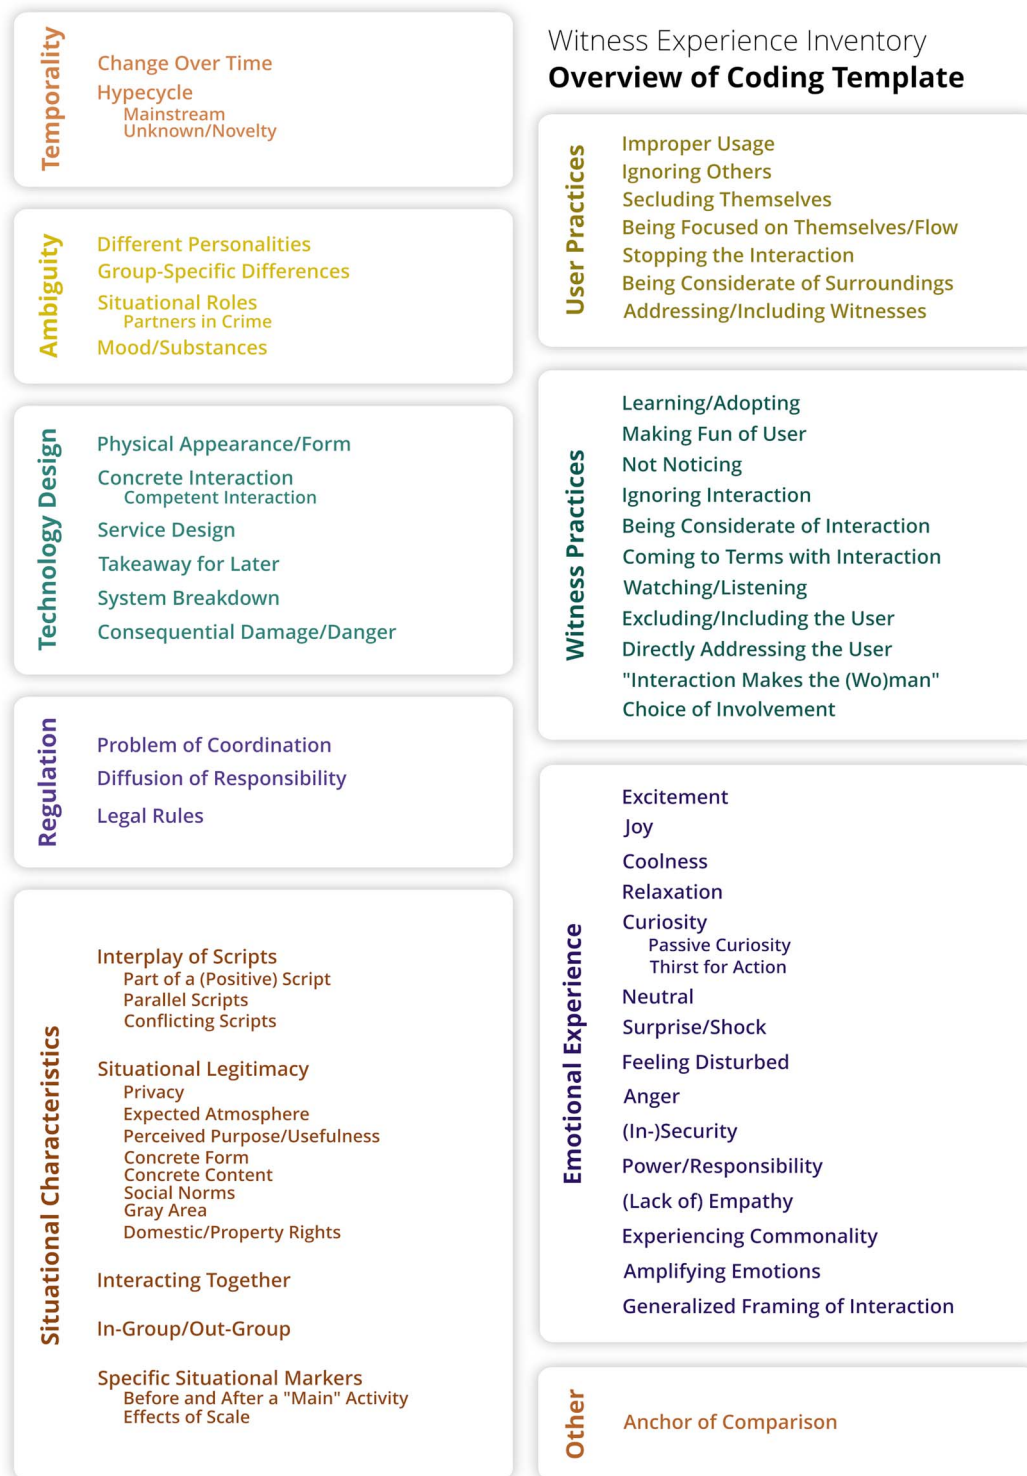 Witness Experience Inventory
Overview of Coding Template
Temporality
Change Over Time
Hypecycle
Mainstream
Unknown/Novelty
Ambiguity
Different Personalities
Group-Specific Differences
Situational Roles
Partners in Crime
Mood/Substances
Technology Design
Physical Appearance/Form
Concrete Interaction
Competent Interaction
Service Design
Takeaway for Later
System Breakdown
Consequential Damage/Danger
Regulation
Problem of Coordination
Diffusion of Responsibility
Legal Rules
Situational Characteristics
Interplay of Scripts
Part of a (Positive) Script
Parallel Scripts
Conflicting Scripts
Situational Legitimacy
Privacy
Expected Atmosphere
Perceived Purpose/Usefulness
Concrete Form
Concrete Content
Social Norms
Gray Area
Domestic/Property Rights
Interacting Together
In-Group/Out-Group
Specific Situational Markers
Before and After a "Main" Activity
Effects of Scale
User Practices
Improper Usage
Ignoring Others
Secluding Themselves
Being Focused on Themselves/Flow
Stopping the Interaction
Being Considerate of Surroundings
Addressing/Including Witnesses
Witness Practices
Learning/Adopting
Making Fun of User
Not Noticing
Ignoring Interaction
Being Considerate of Interaction
Coming to Terms with Interaction
Watching/Listening
Excluding/Including the User
Directly Addressing the User
"Interaction Makes the (Wo)man"
Choice of Involvement
Emotional Experience
Excitement
Joy
Coolness
Relaxation
Curiosity
Passive Curiosity
Thirst for Action
Neutral
Surprise/Shock
Feeling Disturbed
Anger
(In-)Security
Power/Responsibility
(Lack of) Empathy
Experiencing Commonality
Amplifying Emotions
Generalized Framing of Interaction
Other
Anchor of Comparison